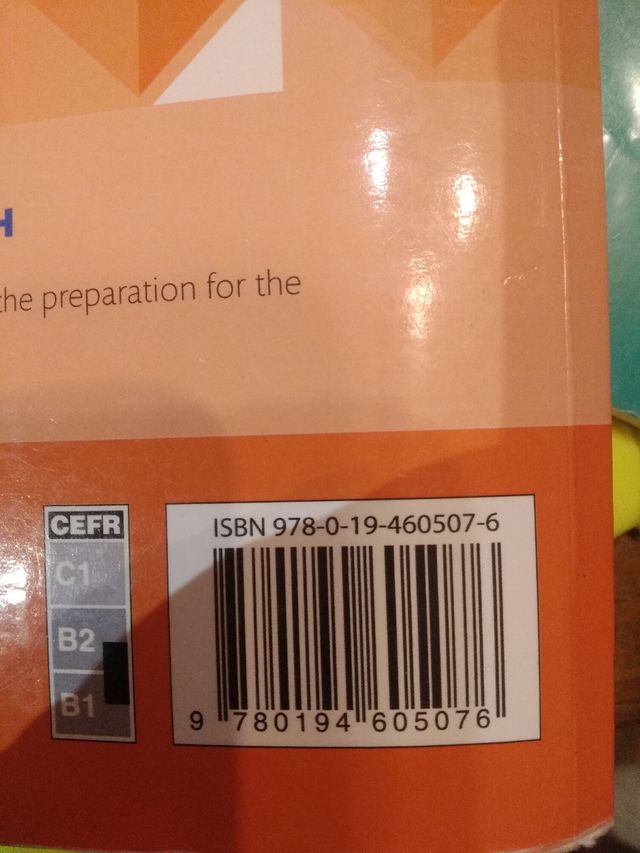 the preparation for the
CEFR
C1
B2
B1
ISBN 978-0-19-460507-6
9 780194 605076